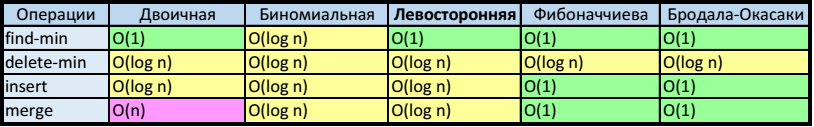 Операции Двоичная Биномиальная Левосторонняя Фибоначчиева Бродала-Окасаки
find-min O(1) O(log n) O(1) O(1) O(1)
delete-min O(log n) O(log n) O(log n) O(log n) O(log n)
insert O(log n) O(log n) O(log n) O(1) O(1)
merge O(n) O(log n) O(log n) O(1) O(1)